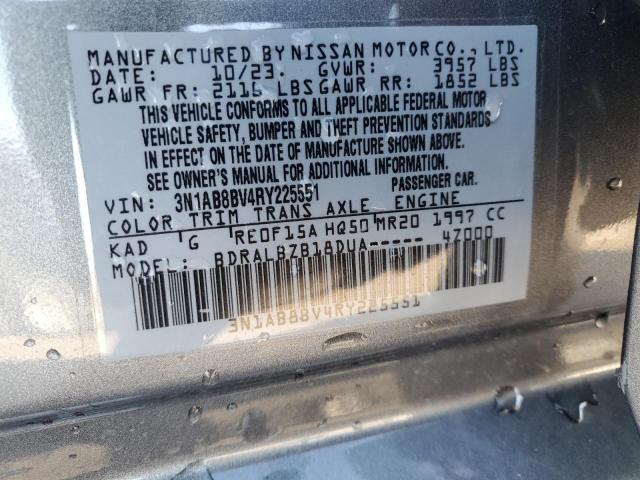 MANUFACTURED BY NISSAN MOTOR CO., LTD.
DATE: 10/23. GVWR: 3957 LBS
GAWR FR: 2116 LBS GAWR RR: 1852 LBS
THIS VEHICLE CONFORMS TO ALL APPLICABLE FEDERAL MOTOR
VEHICLE SAFETY, BUMPER AND THEFT PREVENTION STANDARDS
IN EFFECT ON THE DATE OF MANUFACTURE SHOWN ABOVE.
SEE OWNER'S MANUAL FOR ADDITIONAL INFORMATION.
VIN: 3N1AB8BV4RY225551 PASSENGER CAR.
COLOR TRIM TRANS AXLE ENGINE
KAD G RE0F15A HQ50 MR20 1997 CC
MODEL: BDRALBZB18DUA----- 4Z000
3N1AB8BV4RY225551